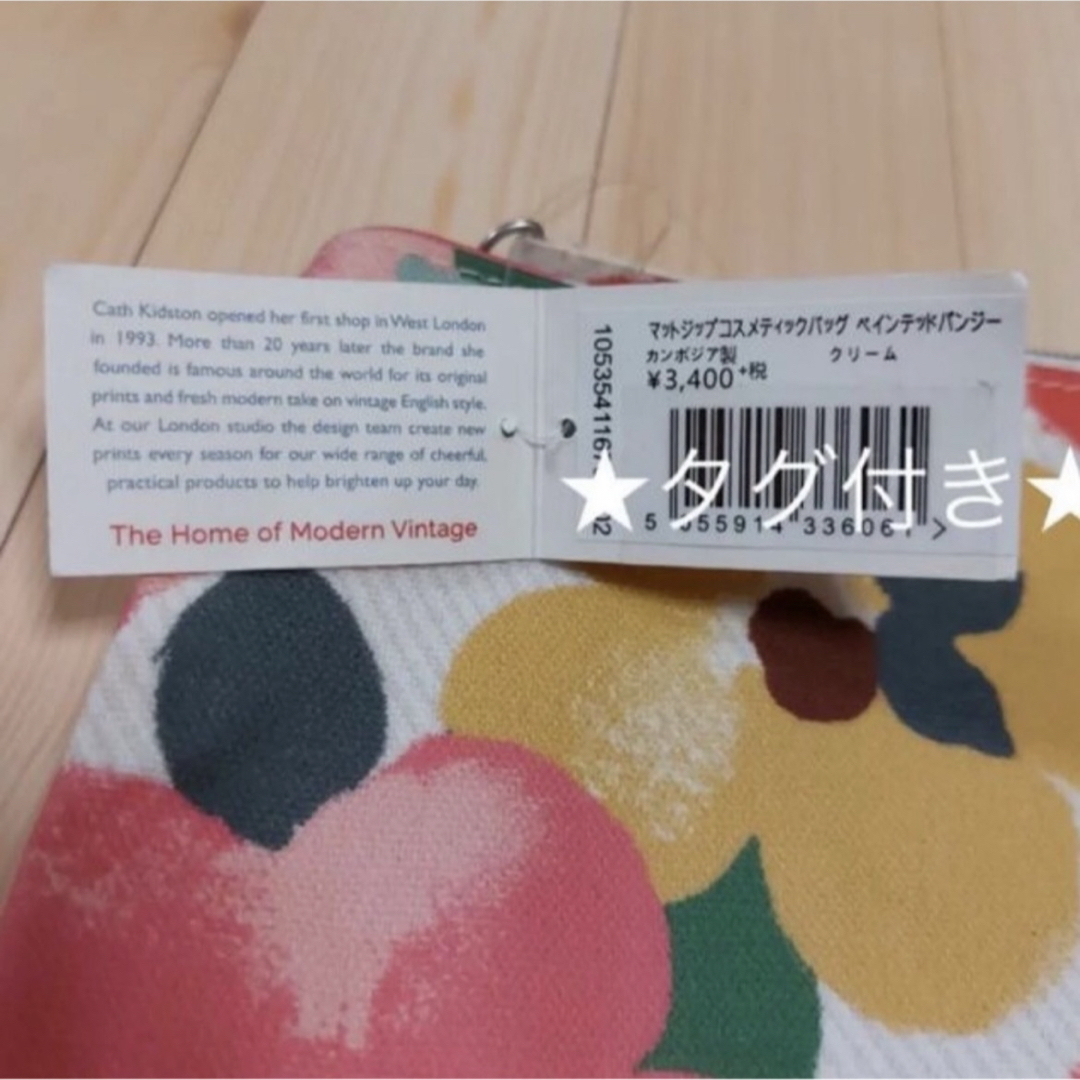 Cath Kidston opened her first shop in West London
in 1993. More than 20 years later the brand she
founded is famous around the world for its original
prints and fresh modern take on vintage English style.
At our London studio the design team create new
prints every season for our wide range of cheerful,
practical products to help brighten up your day.
The Home of Modern Vintage
マットジップコスメティックバッグ ペインテッドパンジー
カンボジア製 クリーム
¥3,400+税
★タグ付き★